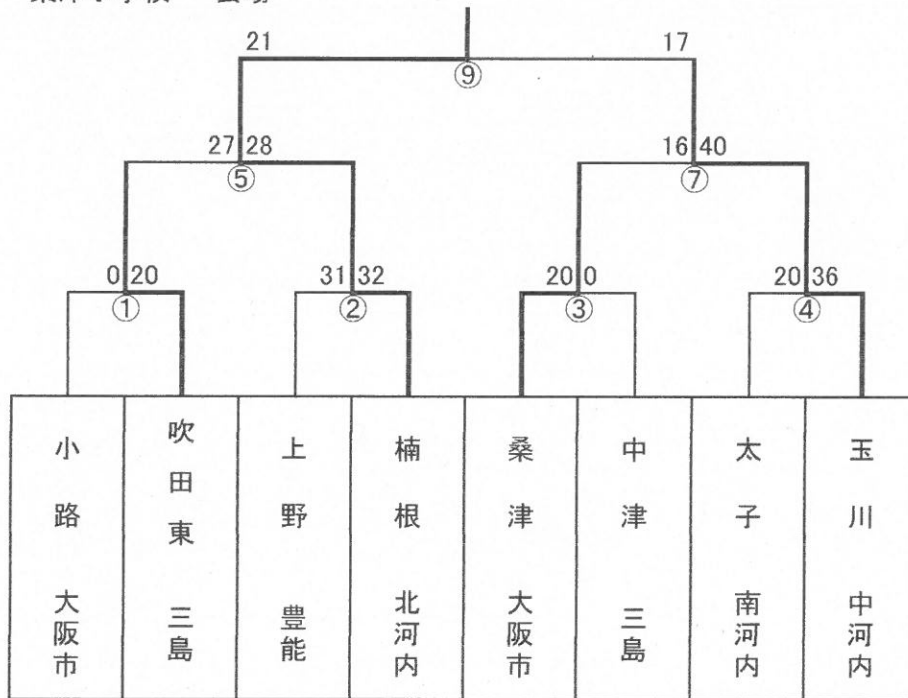 21 17
⑨
27 28 16 40
⑤ ⑦
0 20 31 32 20 0 20 36
① ② ③ ④
小路 大阪市
吹田東 三島
上野 豊能
楠根 北河内
桑津 大阪市
中津 三島
太子 南河内
玉川 中河内